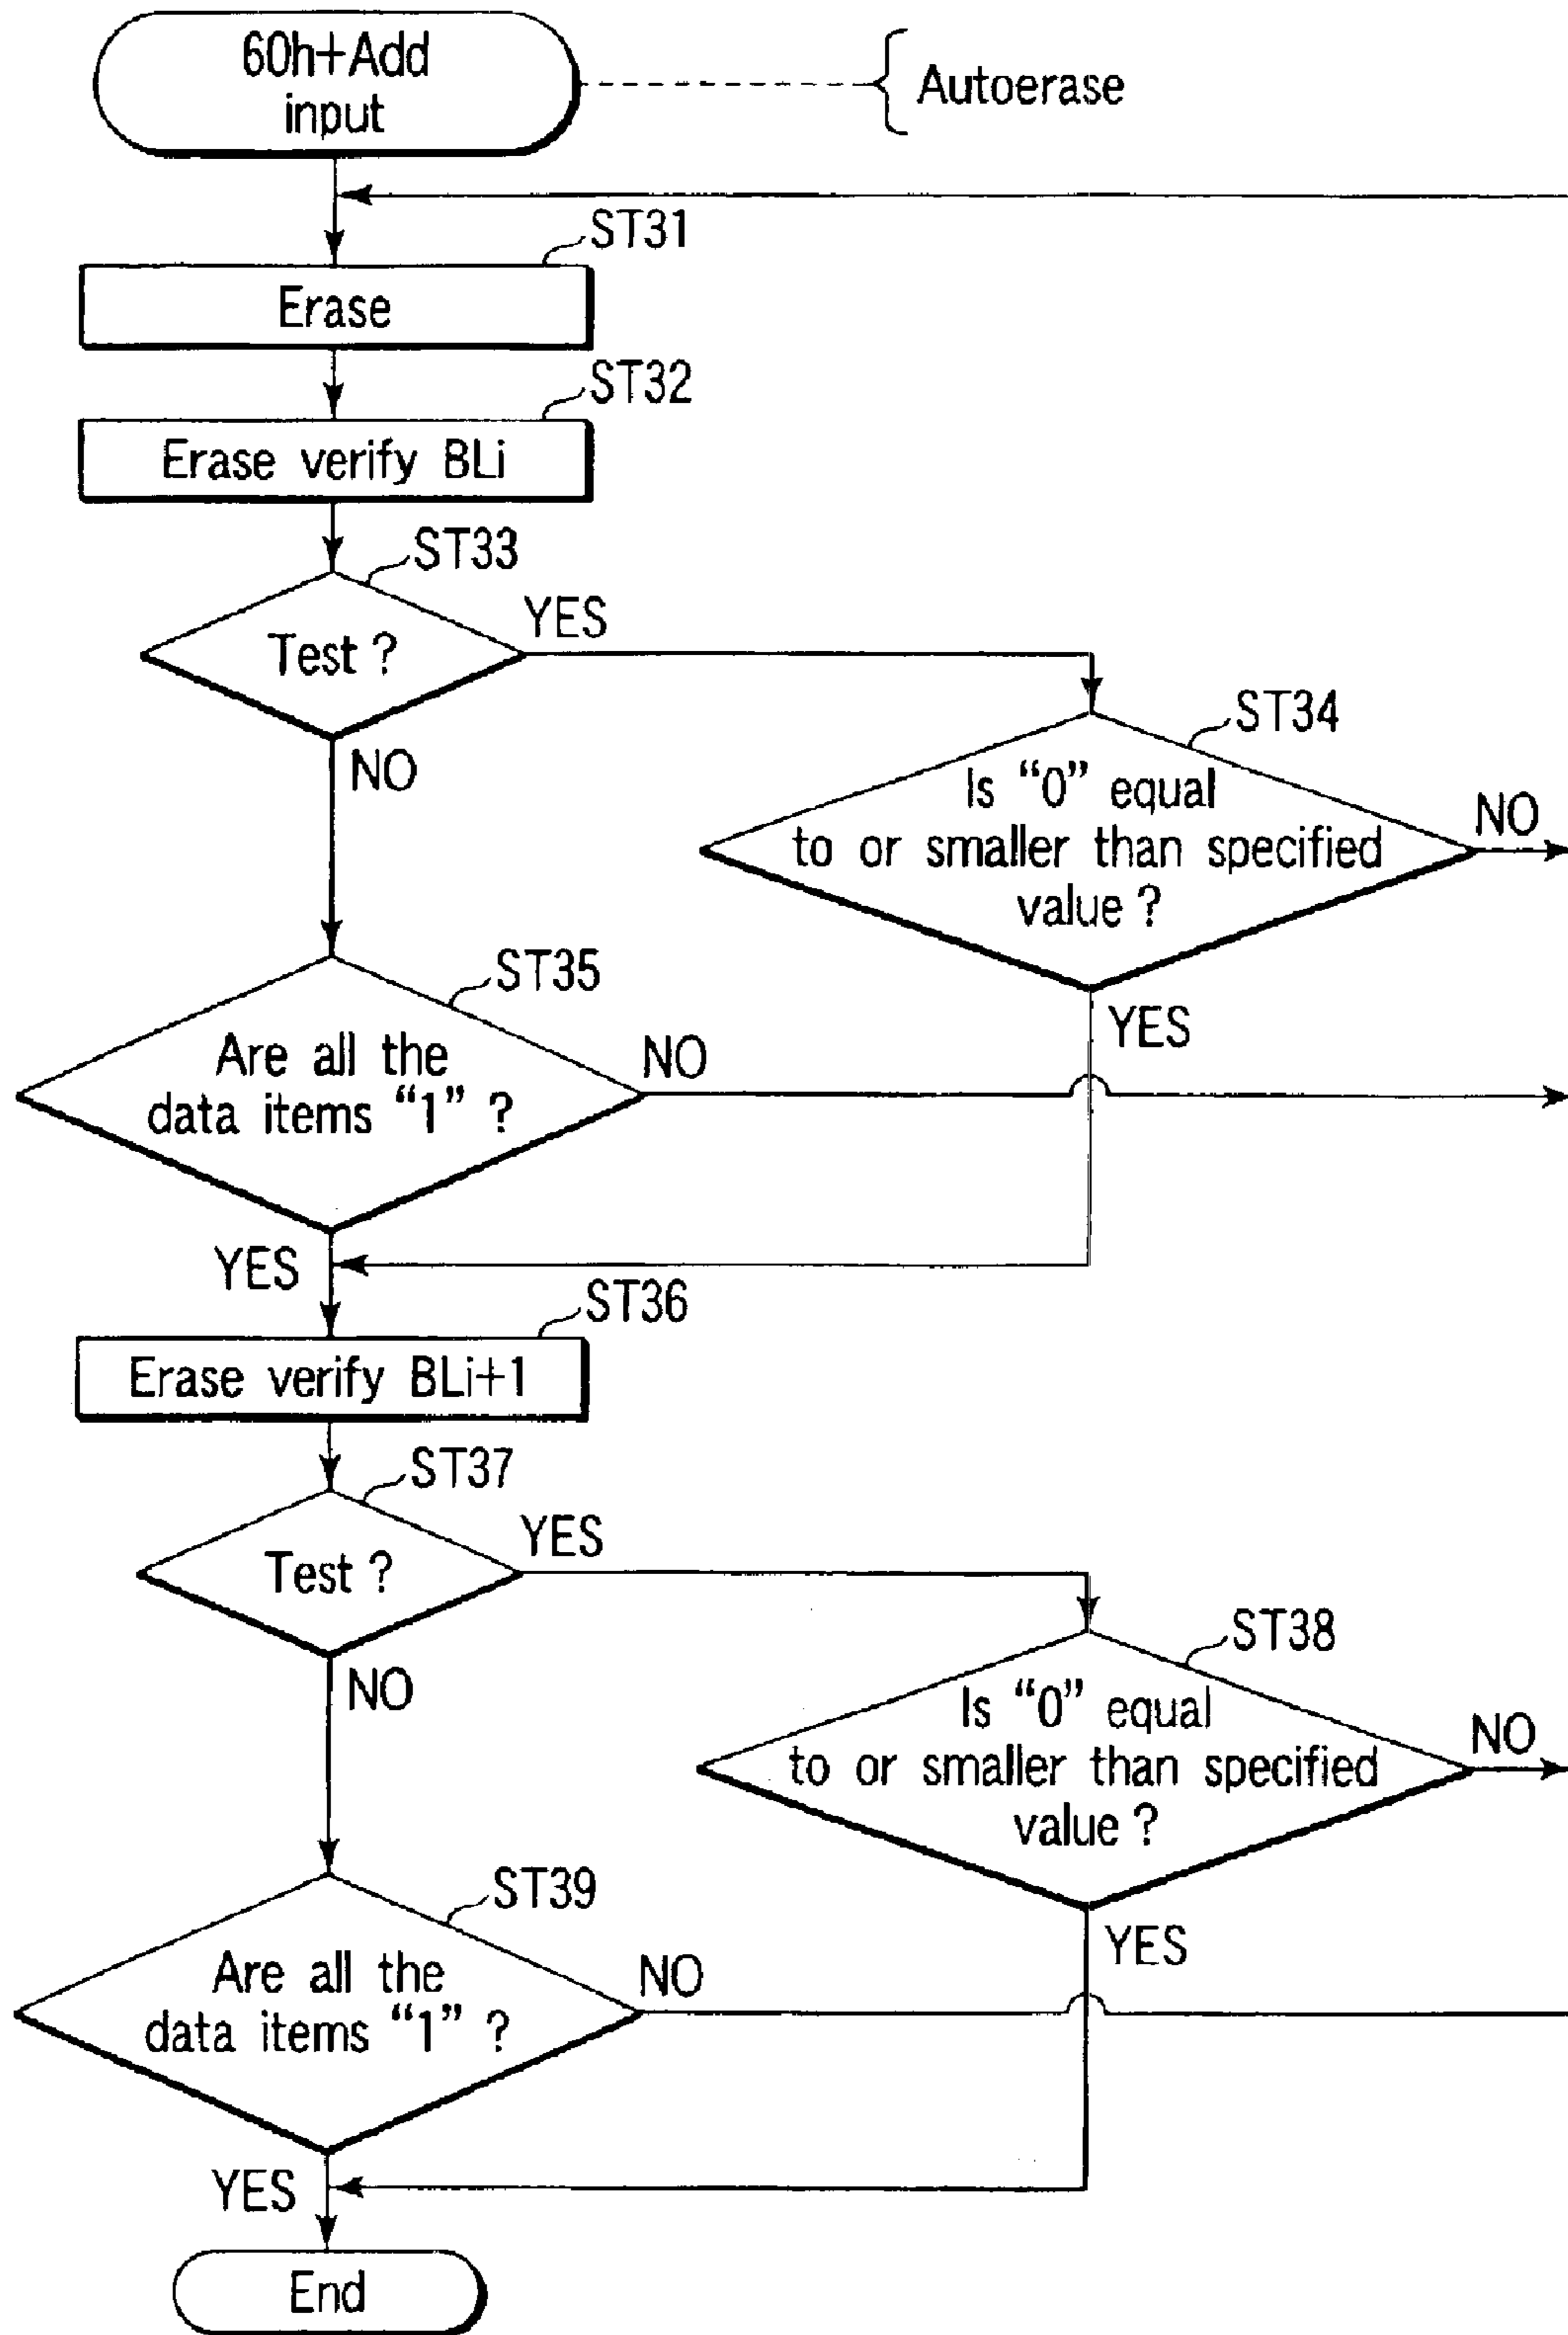 60h+Add
input
Autoerase
ST31
Erase
ST32
Erase verify BLi
ST33
Test ?
YES
NO
ST34
Is “0” equal
to or smaller than specified
value ?
NO
YES
ST35
Are all the
data items “1” ?
NO
YES
ST36
Erase verify BLi+1
ST37
Test ?
YES
NO
ST38
Is “0” equal
to or smaller than specified
value ?
NO
YES
ST39
Are all the
data items “1” ?
NO
YES
End